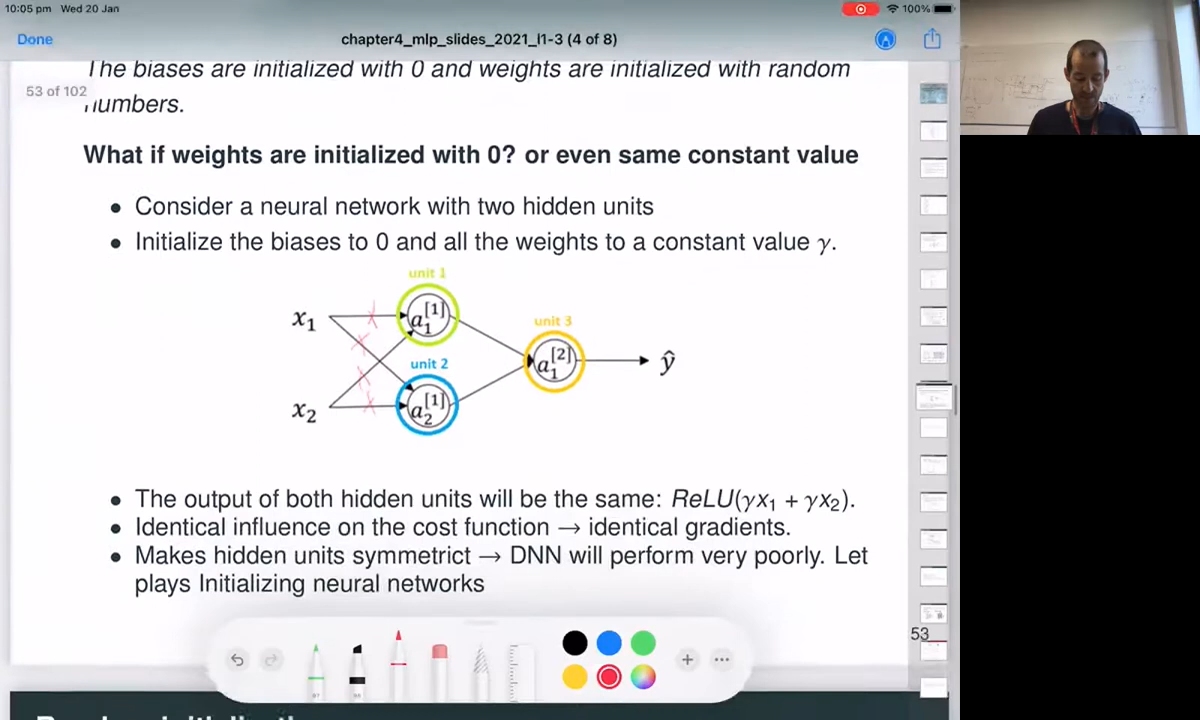 10:05 pm Wed 20 Jan
100%
Done
chapter4_mlp_slides_2021_l1-3 (4 of 8)
The biases are initialized with 0 and weights are initialized with random
53 of 102
numbers.
What if weights are initialized with 0? or even same constant value
• Consider a neural network with two hidden units
• Initialize the biases to 0 and all the weights to a constant value γ.
unit 1
x₁
a₁^[1]
unit 3
unit 2
a₁^[2]
ŷ
x₂
a₂^[1]
• The output of both hidden units will be the same: ReLU(γx₁ + γx₂).
• Identical influence on the cost function → identical gradients.
• Makes hidden units symmetric → DNN will perform very poorly. Let
plays Initializing neural networks
53